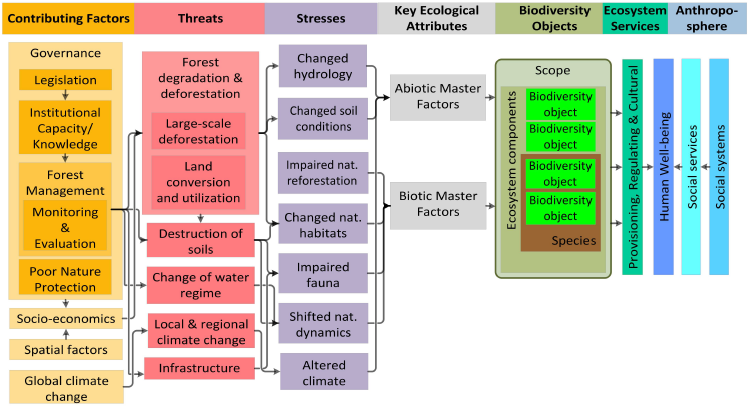 Contributing Factors
Threats
Stresses
Key Ecological
Attributes
Biodiversity
Objects
Ecosystem
Services
Anthropo-
sphere
Governance
Legislation
Institutional
Capacity/
Knowledge
Forest
Management
Monitoring
&
Evaluation
Poor Nature
Protection
Socio-economics
Spatial factors
Global climate
change
Forest
degradation &
deforestation
Large-scale
deforestation
Land
conversion
and utilization
Destruction of
soils
Change of water
regime
Local & regional
climate change
Infrastructure
Changed
hydrology
Changed soil
conditions
Impaired nat.
reforestation
Changed nat.
habitats
Impaired
fauna
Shifted nat.
dynamics
Altered
climate
Abiotic Master
Factors
Biotic Master
Factors
Scope
Ecosystem components
Biodiversity
object
Biodiversity
object
Biodiversity
object
Biodiversity
object
Species
Provisioning, Regulating & Cultural
Human Well-being
Social services
Social systems